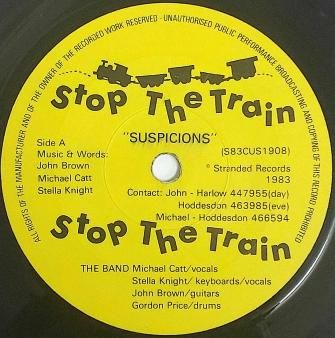 ALL RIGHTS OF THE MANUFACTURER AND OF THE OWNER OF THE RECORDED WORK RESERVED · UNAUTHORISED PUBLIC PERFORMANCE BROADCASTING AND COPYING OF THIS RECORD PROHIBITED
Stop The Train
"SUSPICIONS"
Side A
Music & Words:
John Brown
Michael Catt
Stella Knight
(S83CUS1908)
℗ Stranded Records
1983
Contact: John - Harlow 447955(day)
Hoddesdon 463985(eve)
Michael - Hoddesdon 466594
Stop The Train
THE BAND Michael Catt/vocals
Stella Knight/ keyboards/vocals
John Brown/guitars
Gordon Price/drums